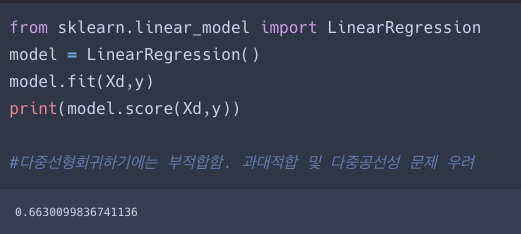 from sklearn.linear_model import LinearRegression
model = LinearRegression()
model.fit(Xd,y)
print(model.score(Xd,y))
#다중선형회귀하기에는 부적합함. 과대적합 및 다중공선성 문제 우려
0.6630099836741136